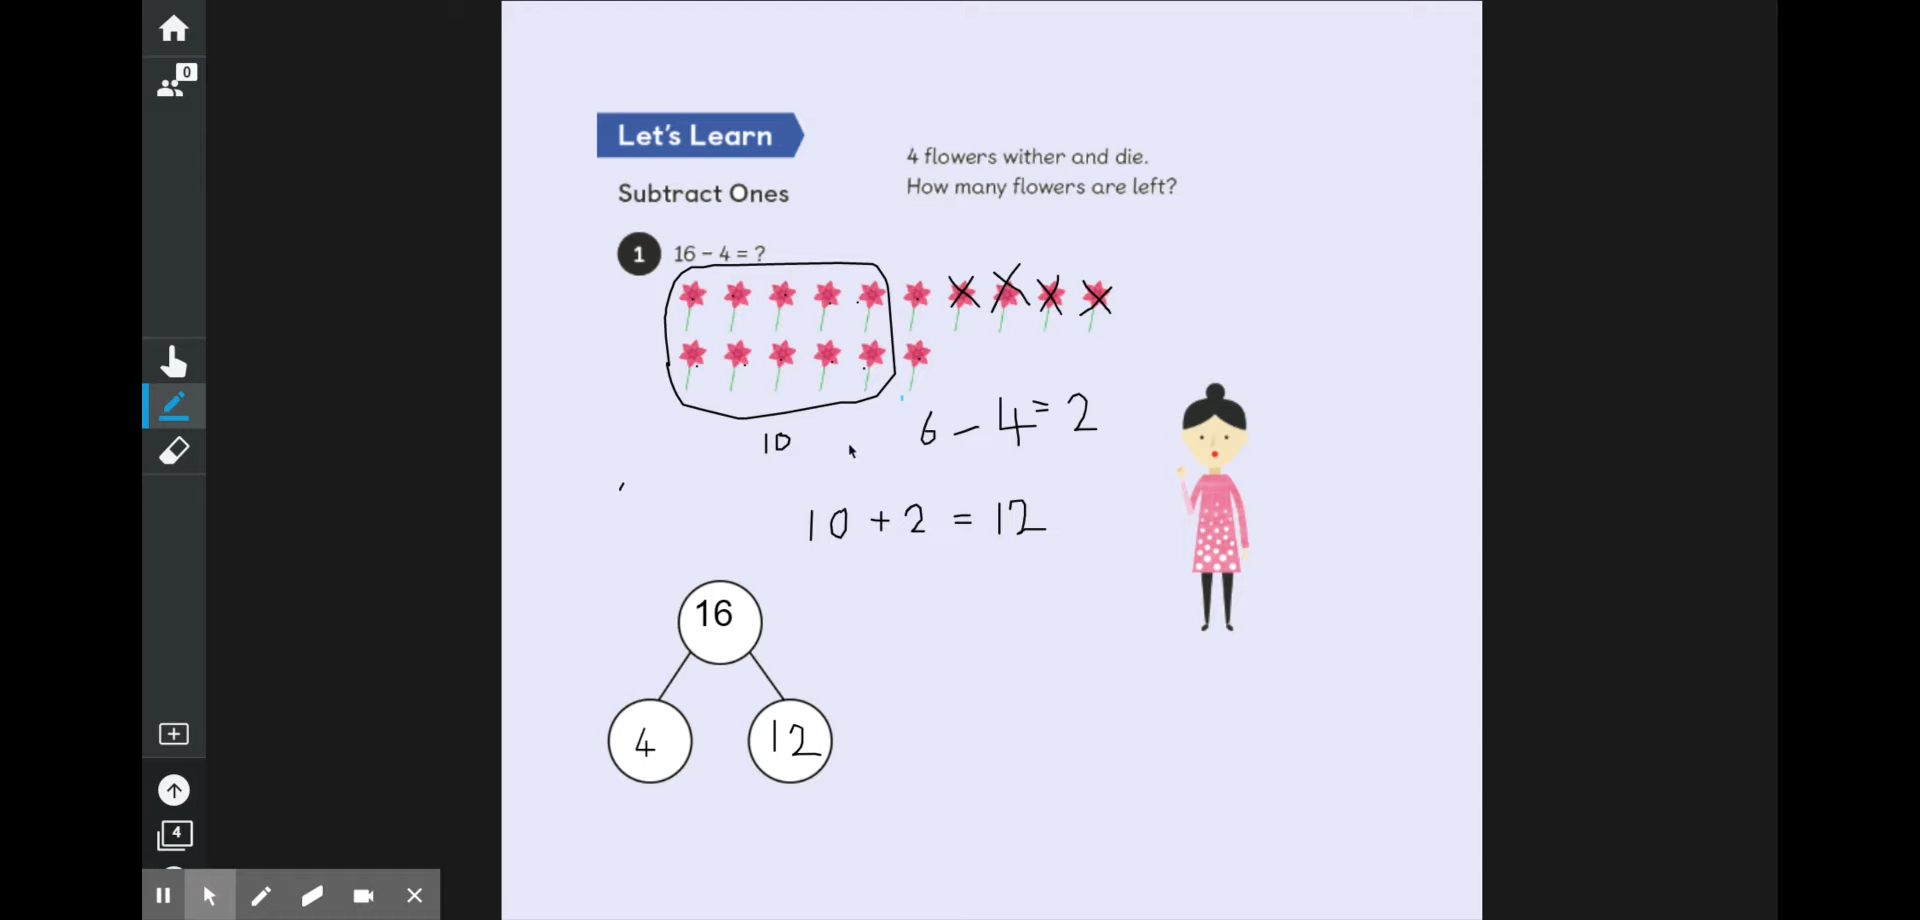 0
Let's Learn
4 flowers wither and die.
How many flowers are left?
Subtract Ones
1 16 - 4 = ?
6 - 4 = 2
10
10 + 2 = 12
16
4 12
4